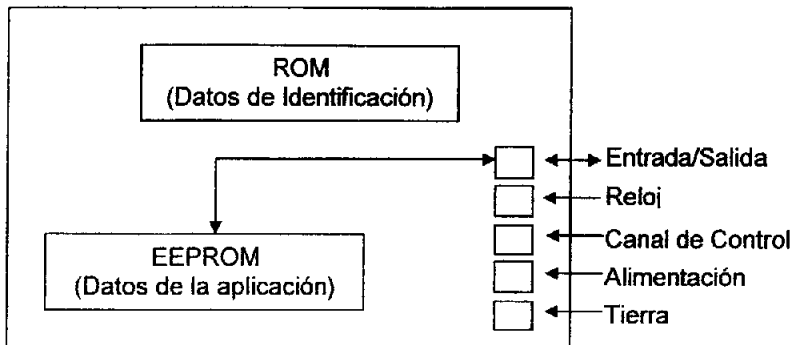 ROM
(Datos de Identificación)
Entrada/Salida
Reloj
Canal de Control
EEPROM
(Datos de la aplicación)
Alimentación
Tierra